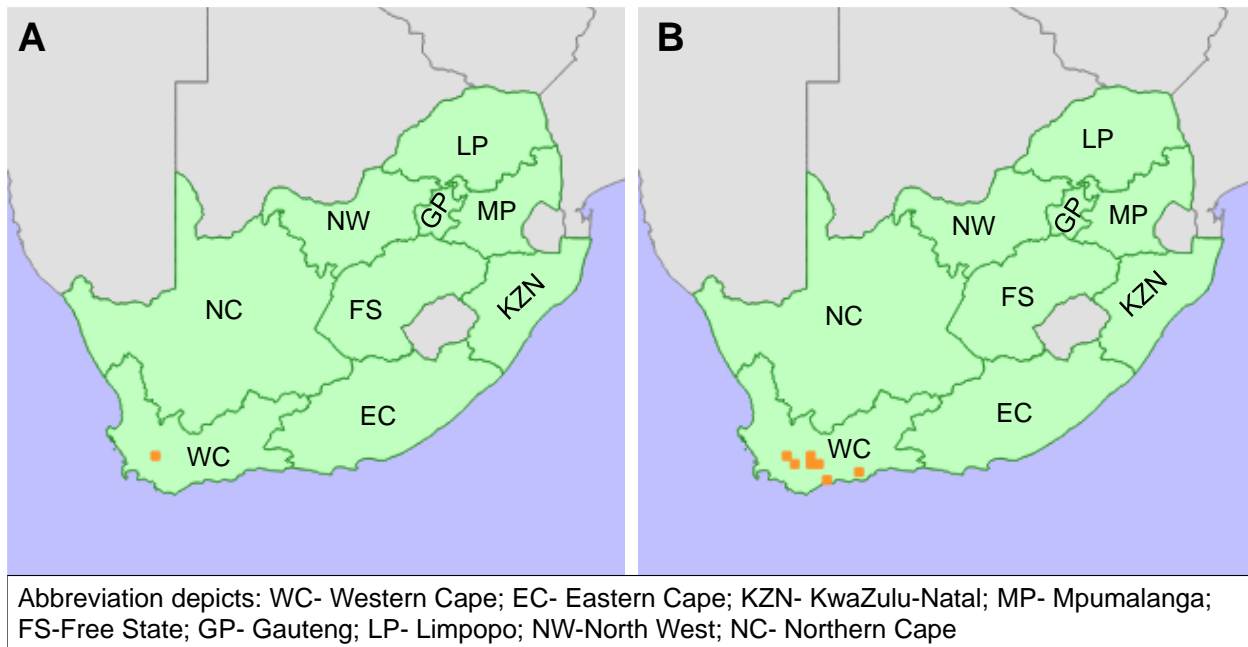 A
LP
NW
GP
MP
NC
FS
KZN
EC
WC
B
LP
NW
GP
MP
NC
FS
KZN
EC
WC
Abbreviation depicts: WC- Western Cape; EC- Eastern Cape; KZN- KwaZulu-Natal; MP- Mpumalanga;
FS-Free State; GP- Gauteng; LP- Limpopo; NW-North West; NC- Northern Cape